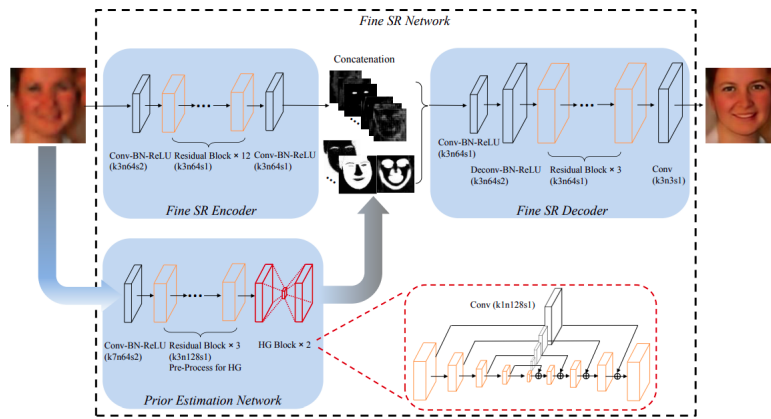 Fine SR Network
Concatenation
Conv-BN-ReLU
(k3n64s2)
Residual Block × 12
(k3n64s1)
Conv-BN-ReLU
(k3n64s1)
Fine SR Encoder
Conv-BN-ReLU
(k3n64s1)
Deconv-BN-ReLU
(k3n64s2)
Residual Block × 3
(k3n64s1)
Conv
(k3n3s1)
Fine SR Decoder
Conv-BN-ReLU
(k7n64s2)
Residual Block × 3
(k3n128s1)
Pre-Process for HG
HG Block × 2
Prior Estimation Network
Conv (k1n128s1)